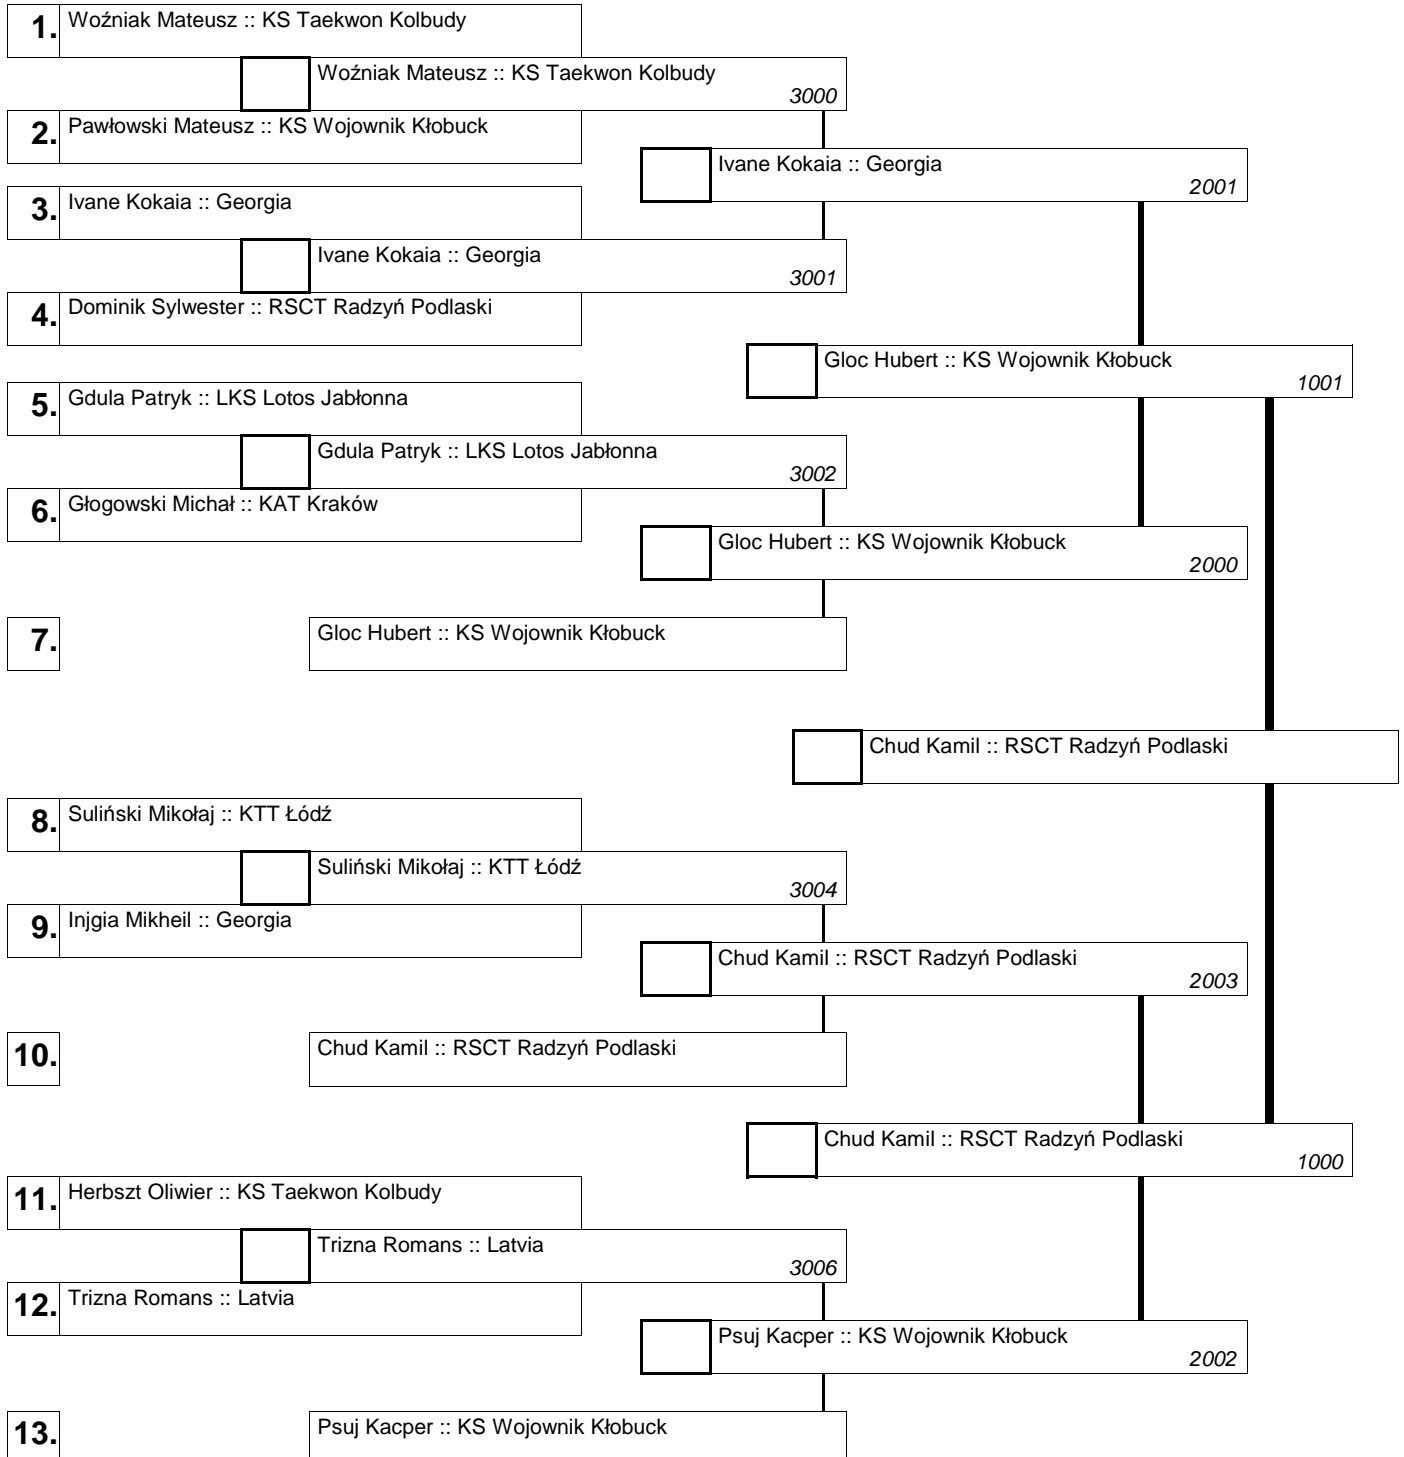 1. Woźniak Mateusz :: KS Taekwon Kolbudy
Woźniak Mateusz :: KS Taekwon Kolbudy
3000
2. Pawłowski Mateusz :: KS Wojownik Kłobuck
Ivane Kokaia :: Georgia
2001
3. Ivane Kokaia :: Georgia
Ivane Kokaia :: Georgia
3001
4. Dominik Sylwester :: RSCT Radzyń Podlaski
Gloc Hubert :: KS Wojownik Kłobuck
1001
5. Gdula Patryk :: LKS Lotos Jabłonna
Gdula Patryk :: LKS Lotos Jabłonna
3002
6. Głogowski Michał :: KAT Kraków
Gloc Hubert :: KS Wojownik Kłobuck
2000
7. Gloc Hubert :: KS Wojownik Kłobuck
Chud Kamil :: RSCT Radzyń Podlaski
8. Suliński Mikołaj :: KTT Łódź
Suliński Mikołaj :: KTT Łódź
3004
9. Injgia Mikheil :: Georgia
Chud Kamil :: RSCT Radzyń Podlaski
2003
10. Chud Kamil :: RSCT Radzyń Podlaski
Chud Kamil :: RSCT Radzyń Podlaski
1000
11. Herbszt Oliwier :: KS Taekwon Kolbudy
Trizna Romans :: Latvia
3006
12. Trizna Romans :: Latvia
Psuj Kacper :: KS Wojownik Kłobuck
2002
13. Psuj Kacper :: KS Wojownik Kłobuck